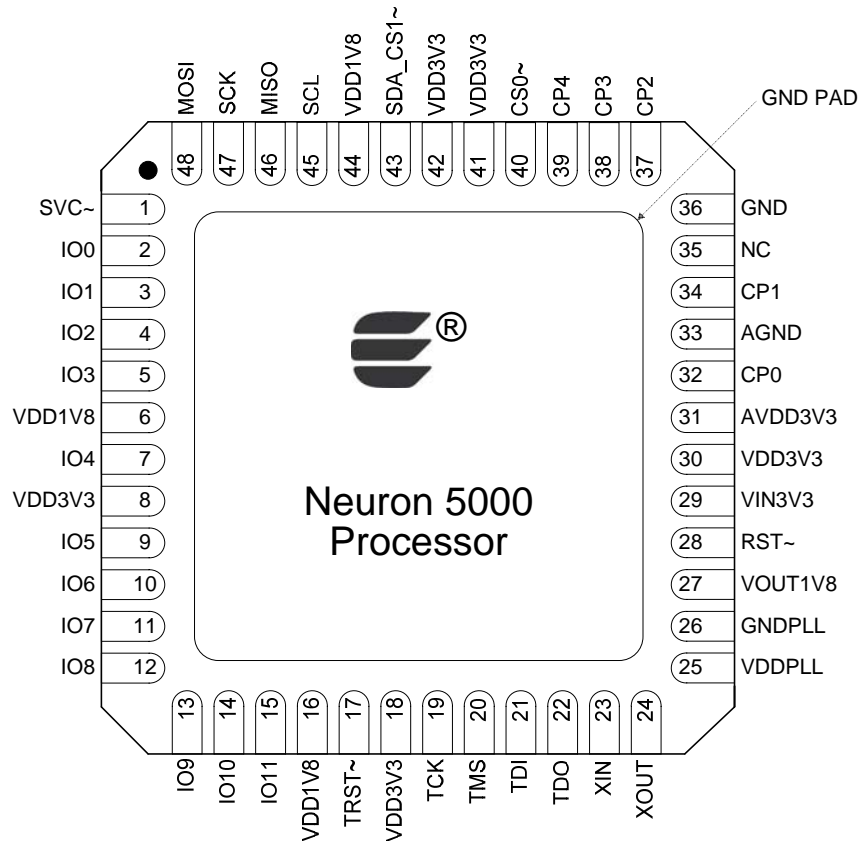 MOSI
SCK
MISO
SCL
VDD1V8
SDA_CS1~
VDD3V3
VDD3V3
CS0~
CP4
CP3
CP2
GND PAD
48
47
46
45
44
43
42
41
40
39
38
37
SVC~ 1
IO0 2
IO1 3
IO2 4
IO3 5
VDD1V8 6
IO4 7
VDD3V3 8
IO5 9
IO6 10
IO7 11
IO8 12
®
Neuron 5000
Processor
36 GND
35 NC
34 CP1
33 AGND
32 CP0
31 AVDD3V3
30 VDD3V3
29 VIN3V3
28 RST~
27 VOUT1V8
26 GNDPLL
25 VDDPLL
13
14
15
16
17
18
19
20
21
22
23
24
IO9
IO10
IO11
VDD1V8
TRST~
VDD3V3
TCK
TMS
TDI
TDO
XIN
XOUT